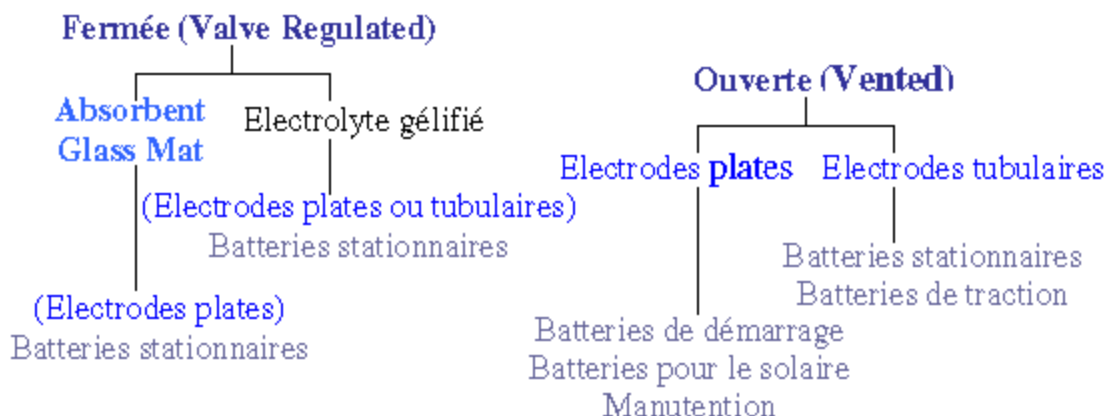 Fermée (Valve Regulated)
Absorbent
Glass Mat
Electrolyte gélifié
(Electrodes plates ou tubulaires)
Batteries stationnaires
(Electrodes plates)
Batteries stationnaires
Ouverte (Vented)
Electrodes plates
Electrodes tubulaires
Batteries stationnaires
Batteries de traction
Batteries de démarrage
Batteries pour le solaire
Manutention